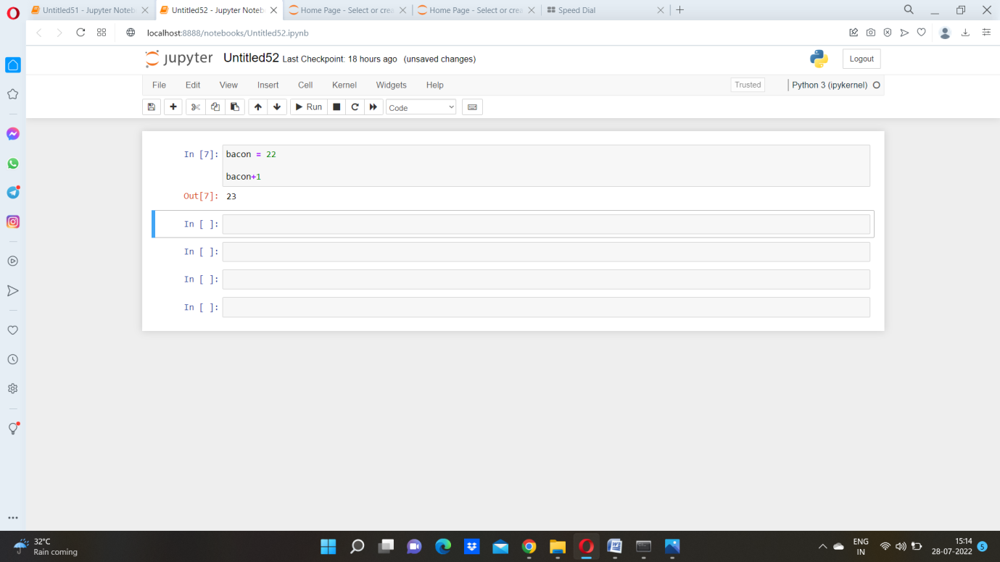 Untitled51 - Jupyter Noteb
Untitled52 - Jupyter Noteb
Home Page - Select or crea
Home Page - Select or crea
Speed Dial
localhost:8888/notebooks/Untitled52.ipynb
jupyter Untitled52 Last Checkpoint: 18 hours ago (unsaved changes)
Logout
File Edit View Insert Cell Kernel Widgets Help
Trusted
Python 3 (ipykernel)
Run
Code
In [7]: bacon = 22
bacon+1
Out[7]: 23
In [ ]:
In [ ]:
In [ ]:
In [ ]:
32°C
Rain coming
ENG
IN
15:14
28-07-2022
5